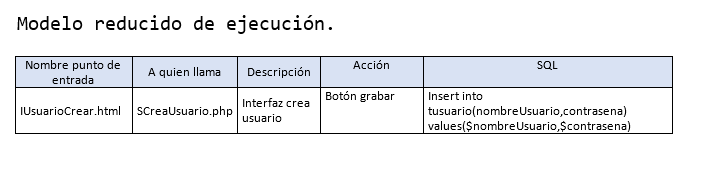 Modelo reducido de ejecución.
Nombre punto de
entrada
A quien llama
Descripción
Acción
SQL
IUsuarioCrear.html
SCreaUsuario.php
Interfaz crea
usuario
Botón grabar
Insert into
tusuario(nombreUsuario,contrasena)
values($nombreUsuario,$contrasena)